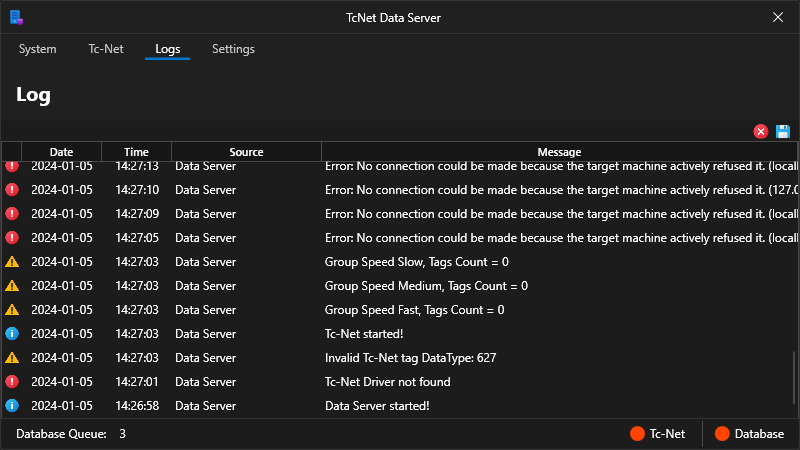 TcNet Data Server
System Tc-Net Logs Settings
Log
Date Time Source Message
2024-01-05 14:27:13 Data Server Error: No connection could be made because the target machine actively refused it. (local
2024-01-05 14:27:10 Data Server Error: No connection could be made because the target machine actively refused it. (127.0
2024-01-05 14:27:09 Data Server Error: No connection could be made because the target machine actively refused it. (local
2024-01-05 14:27:05 Data Server Error: No connection could be made because the target machine actively refused it. (local
2024-01-05 14:27:03 Data Server Group Speed Slow, Tags Count = 0
2024-01-05 14:27:03 Data Server Group Speed Medium, Tags Count = 0
2024-01-05 14:27:03 Data Server Group Speed Fast, Tags Count = 0
2024-01-05 14:27:03 Data Server Tc-Net started!
2024-01-05 14:27:03 Data Server Invalid Tc-Net tag DataType: 627
2024-01-05 14:27:01 Data Server Tc-Net Driver not found
2024-01-05 14:26:58 Data Server Data Server started!
Database Queue: 3 Tc-Net Database